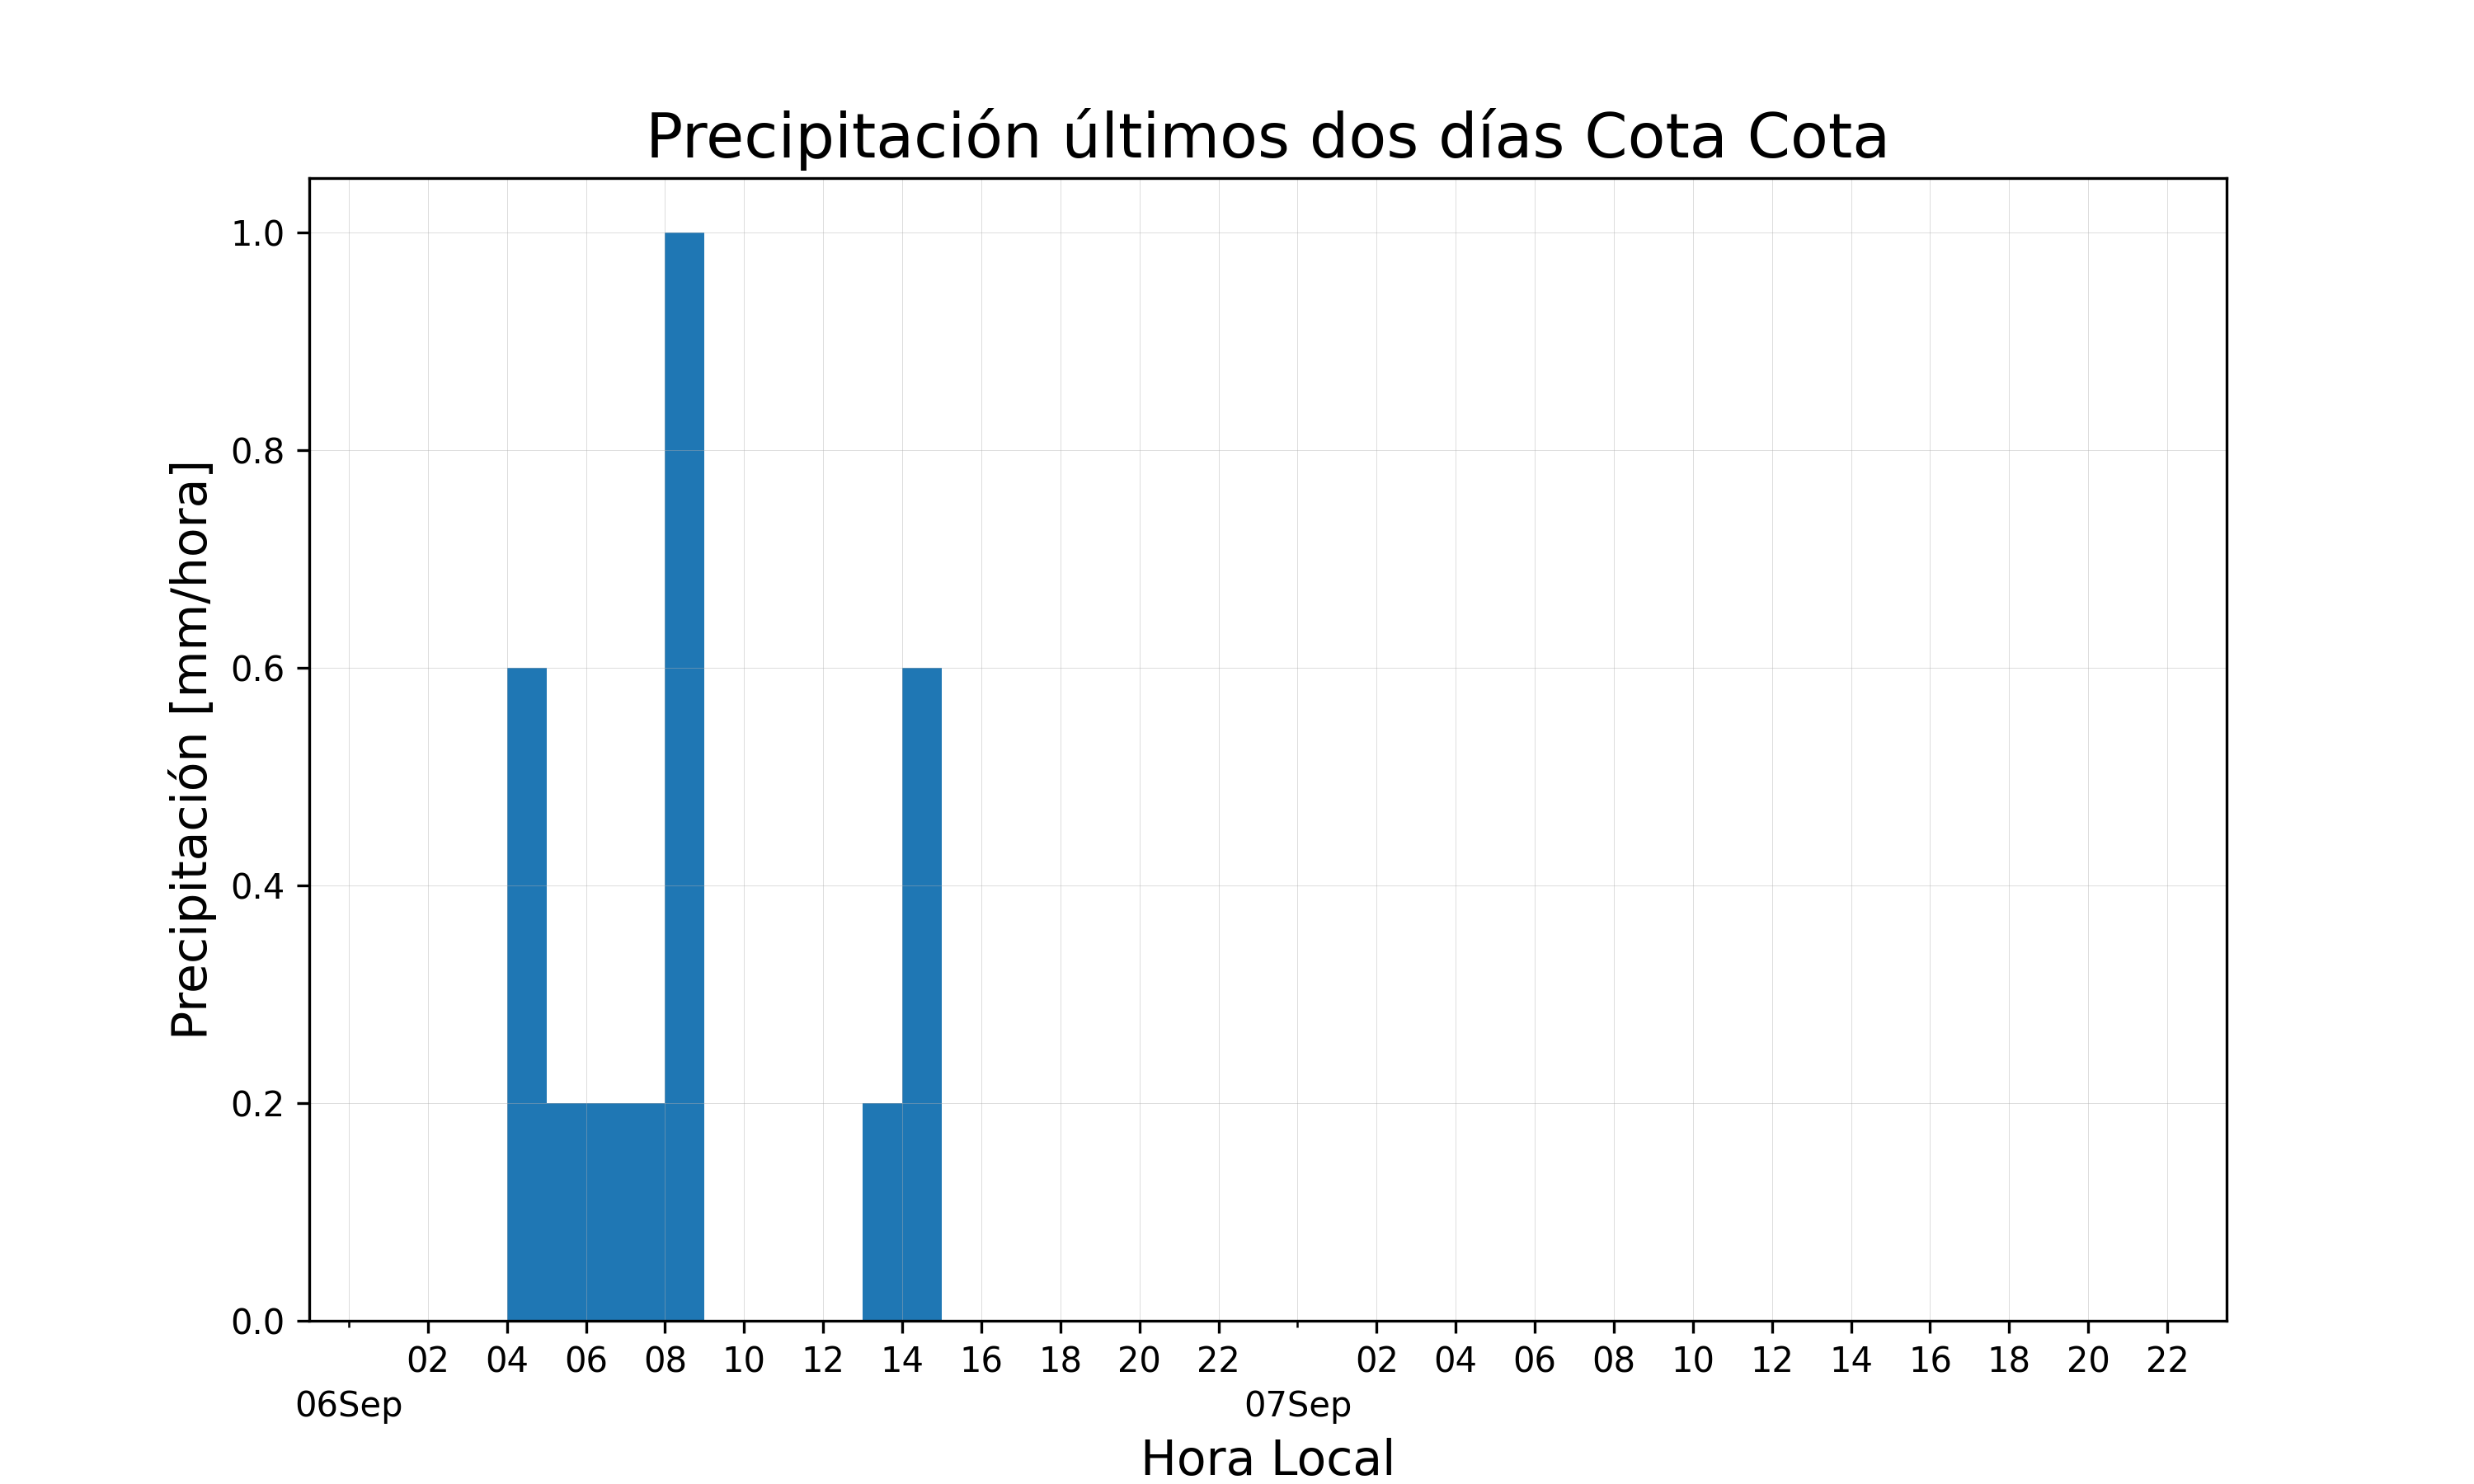 Precipitación últimos dos días Cota Cota
Precipitación [mm/hora]
1.0
0.8
0.6
0.4
0.2
0.0
02 04 06 08 10 12 14 16 18 20 22 02 04 06 08 10 12 14 16 18 20 22
06Sep 07Sep
Hora Local